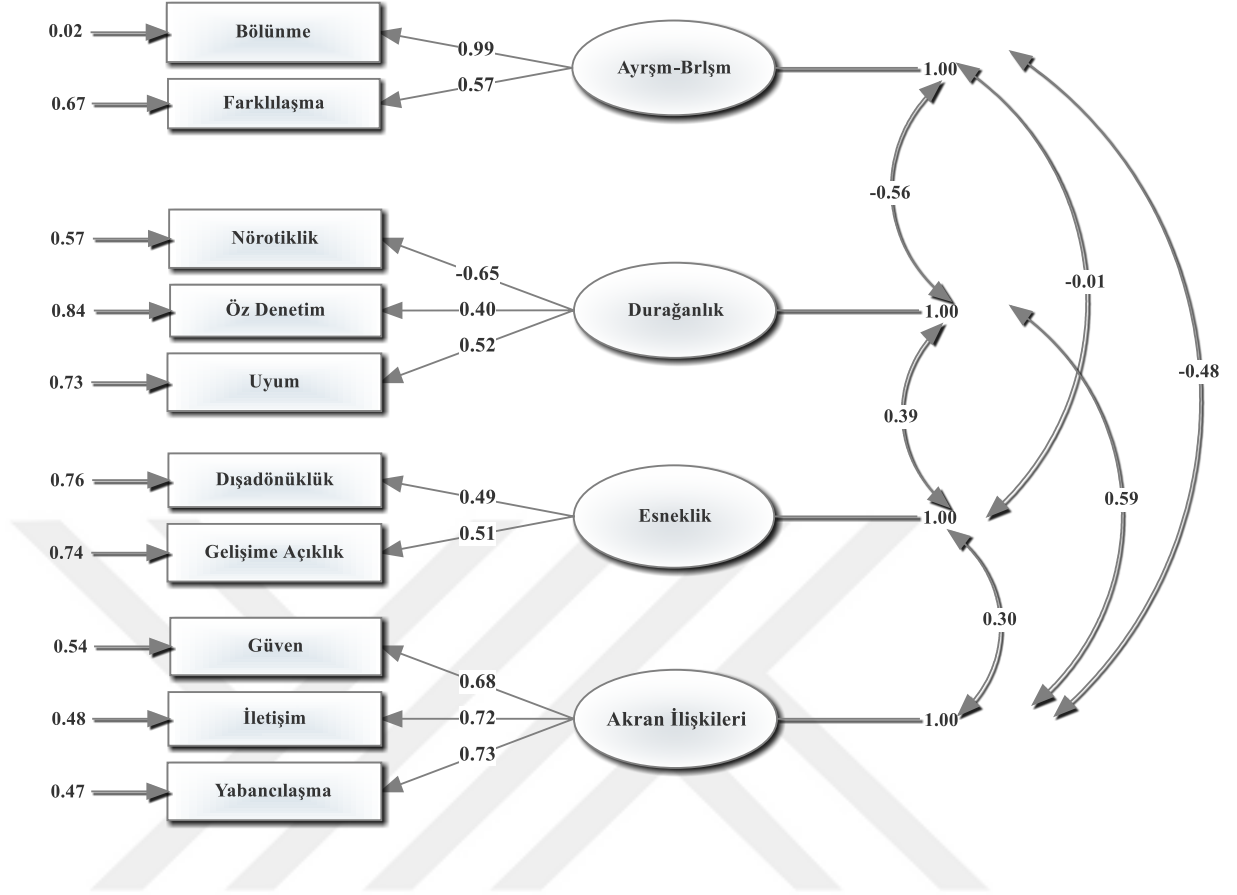 0.02 Bölünme 0.99 Ayrşm-Brlşm 1.00
0.67 Farklılaşma 0.57
-0.56
0.57 Nörotiklik -0.65
-0.01
0.84 Öz Denetim 0.40 Durağanlık 1.00
0.52
0.73 Uyum
-0.48
0.39
0.76 Dışadönüklük 0.49
0.59
Esneklik 1.00
0.74 Gelişime Açıklık 0.51
0.30
0.54 Güven 0.68
0.48 İletişim 0.72 Akran İlişkileri 1.00
0.73
0.47 Yabancılaşma